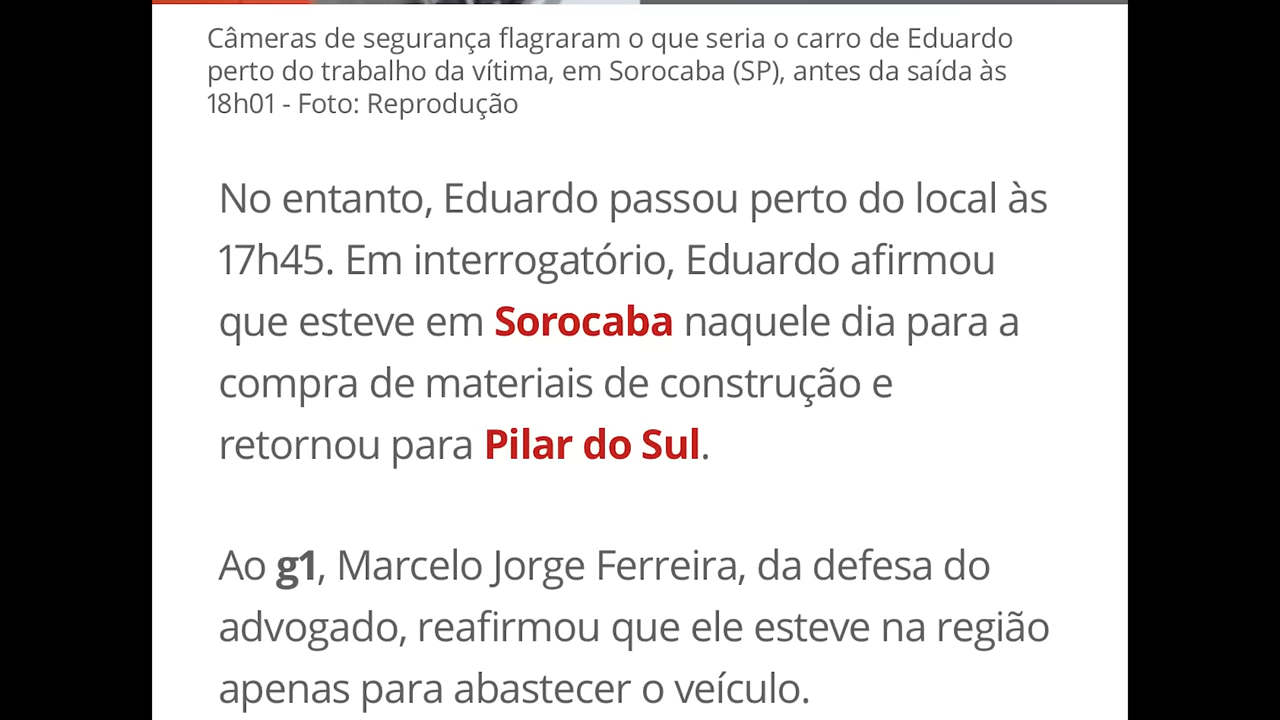 Câmeras de segurança flagraram o que seria o carro de Eduardo
perto do trabalho da vítima, em Sorocaba (SP), antes da saída às
18h01 - Foto: Reprodução
No entanto, Eduardo passou perto do local às
17h45. Em interrogatório, Eduardo afirmou
que esteve em Sorocaba naquele dia para a
compra de materiais de construção e
retornou para Pilar do Sul.
Ao g1, Marcelo Jorge Ferreira, da defesa do
advogado, reafirmou que ele esteve na região
apenas para abastecer o veículo.